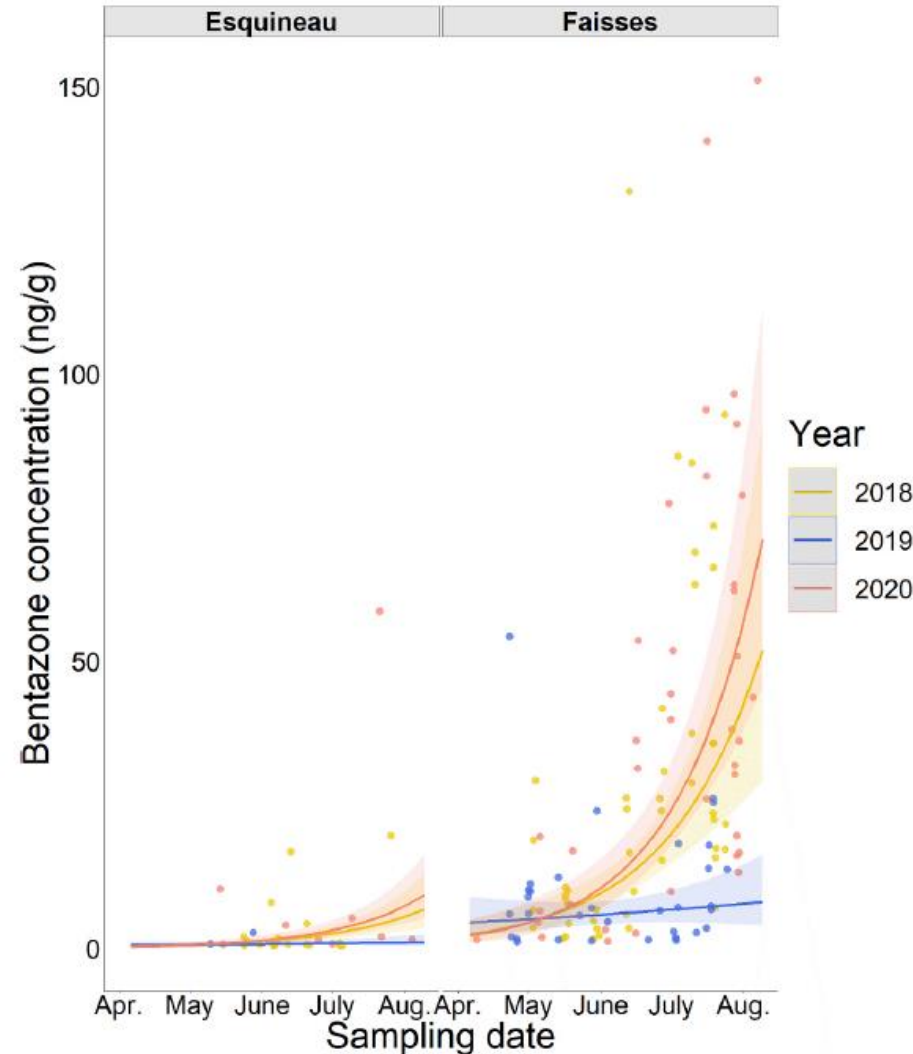 Esquineau Faisses
150
100
50
0
Bentazone concentration (ng/g)
Apr. May June July Aug. Apr. May June July Aug.
Sampling date
Year
2018
2019
2020